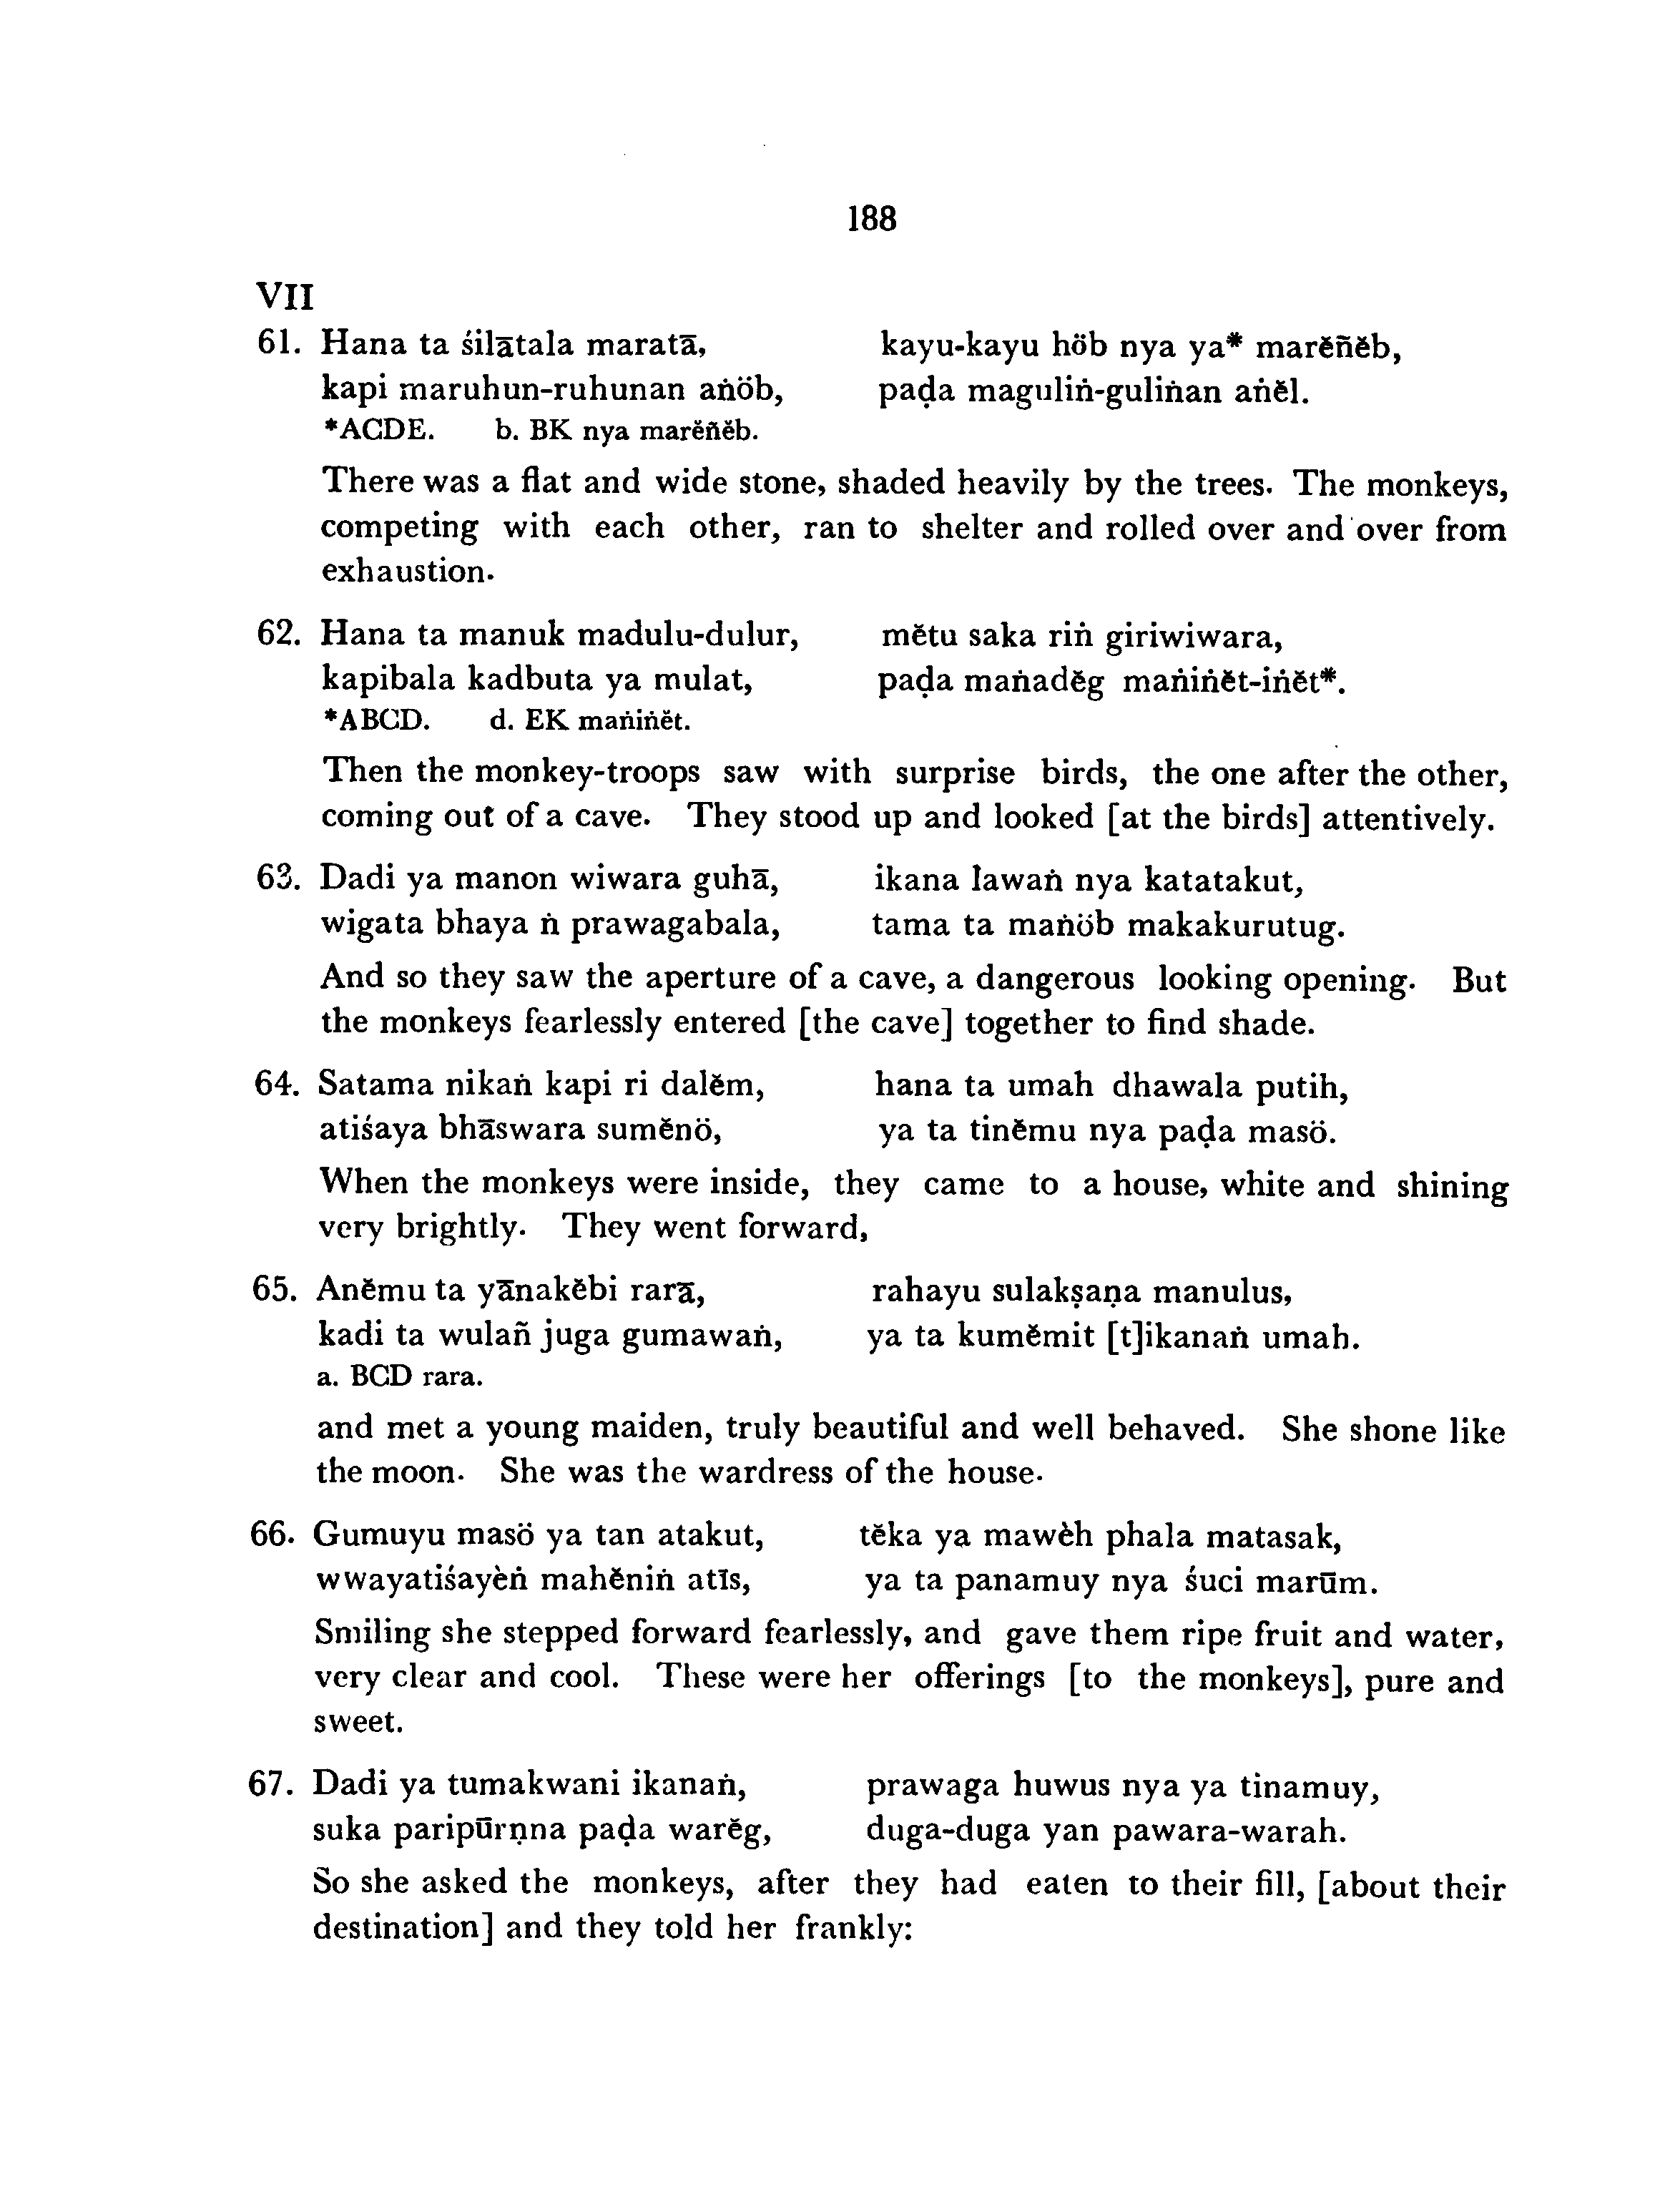 188
VII
61. Hana ta śilātala maratā, kayu-kayu höb nya ya* marĕñĕb,
kapi maruhun-ruhunan aṅöb, paḍa maguliṅ-guliṅan aṅĕl.
*ACDE. b. BK nya marĕñĕb.
There was a flat and wide stone, shaded heavily by the trees. The monkeys,
competing with each other, ran to shelter and rolled over and over from
exhaustion.
62. Hana ta manuk madulu-dulur, mĕtu saka riṅ giriwiwara,
kapibala kadbuta ya mulat, paḍa maṅadĕg maṅiṅĕt-iṅĕt*.
*ABCD. d. EK maṅiṅĕt.
Then the monkey-troops saw with surprise birds, the one after the other,
coming out of a cave. They stood up and looked [at the birds] attentively.
63. Dadi ya manon wiwara guhā, ikana lawaṅ nya katatakut,
wigata bhaya ṅ prawagabala, tama ta maṅöb makakurutug.
And so they saw the aperture of a cave, a dangerous looking opening. But
the monkeys fearlessly entered [the cave] together to find shade.
64. Satama nikaṅ kapi ri dalĕm, hana ta umah dhawala putih,
atiśaya bhāswara sumĕnö, ya ta tinĕmu nya paḍa masö.
When the monkeys were inside, they came to a house, white and shining
very brightly. They went forward,
65. Anĕmu ta yānakĕbi rarā, rahayu sulakṣaṇa manulus,
kadi ta wulañ juga gumawaṅ, ya ta kumĕmit [t]ikanaṅ umah.
a. BCD rara.
and met a young maiden, truly beautiful and well behaved. She shone like
the moon. She was the wardress of the house.
66. Gumuyu masö ya tan atakut, tĕka ya mawèh phala matasak,
wwayatiśayèṅ mahĕniṅ atīs, ya ta panamuy nya śuci marūm.
Smiling she stepped forward fearlessly, and gave them ripe fruit and water,
very clear and cool. These were her offerings [to the monkeys], pure and
sweet.
67. Dadi ya tumakwani ikanaṅ, prawaga huwus nya ya tinamuy,
suka paripūrṇna paḍa warĕg, duga-duga yan pawara-warah.
So she asked the monkeys, after they had eaten to their fill, [about their
destination] and they told her frankly: